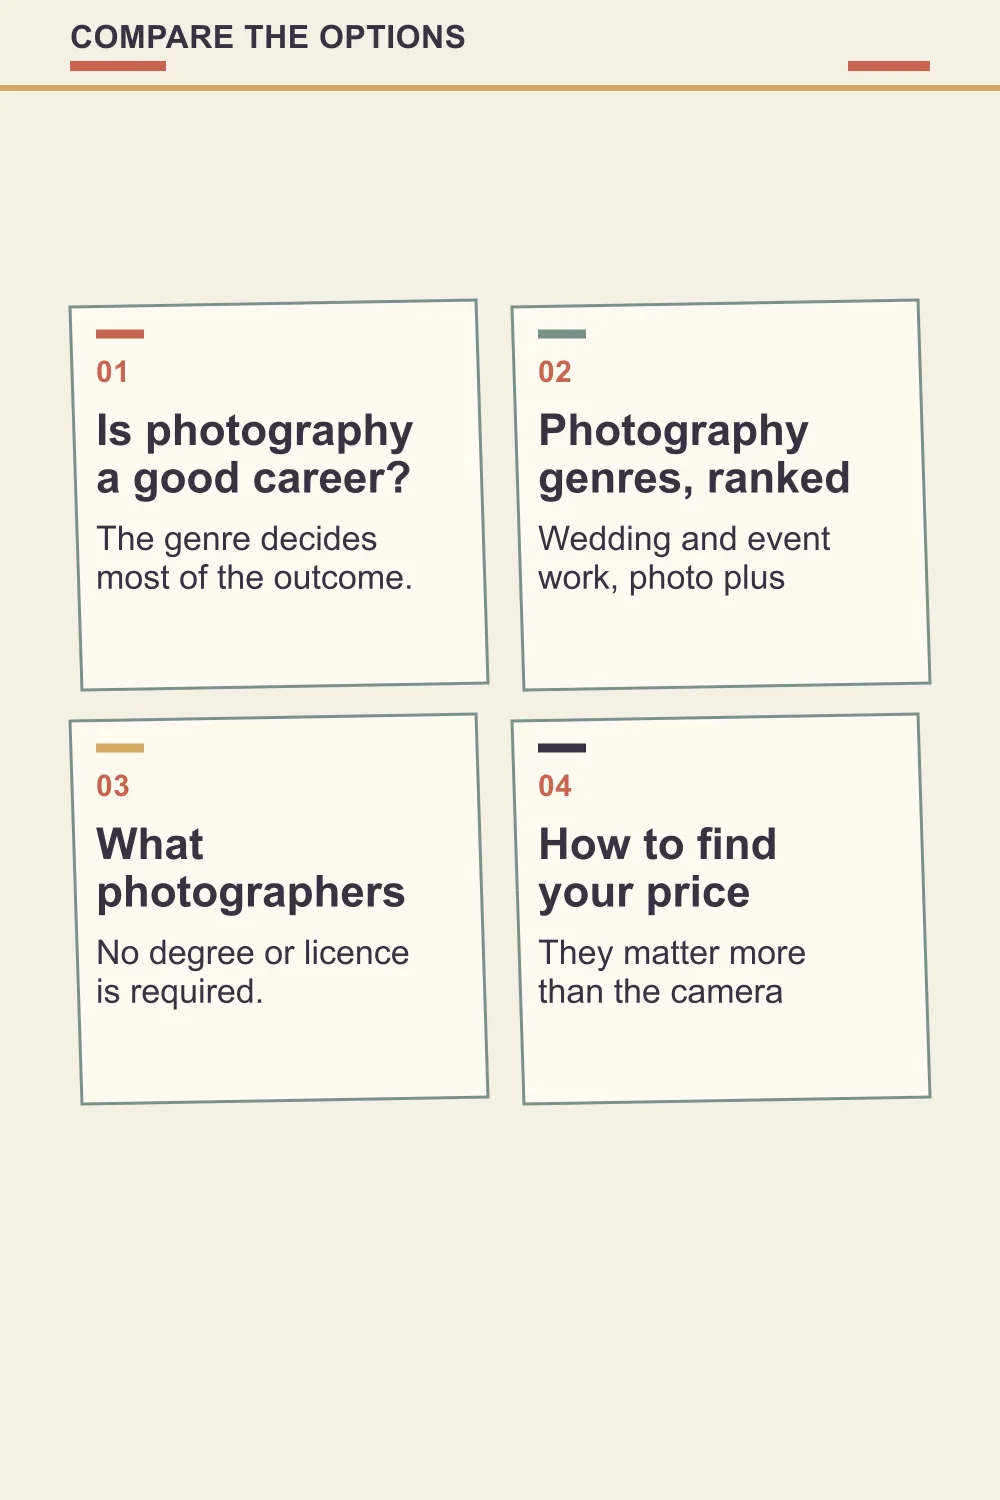 COMPARE THE OPTIONS
01
Is photography
a good career?
The genre decides
most of the outcome.
02
Photography
genres, ranked
Wedding and event
work, photo plus
03
What
photographers
No degree or licence
is required.
04
How to find
your price
They matter more
than the camera